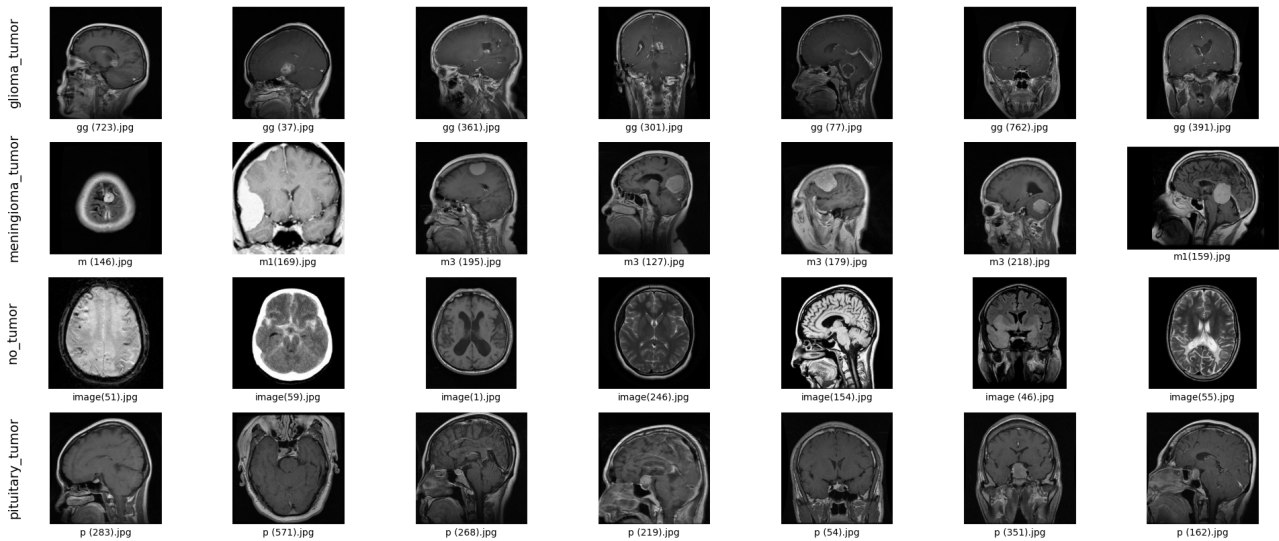 glioma_tumor
gg (723).jpg
gg (37).jpg
gg (361).jpg
gg (301).jpg
gg (77).jpg
gg (762).jpg
gg (391).jpg
meningioma_tumor
m (146).jpg
m1(169).jpg
m3 (195).jpg
m3 (127).jpg
m3 (179).jpg
m3 (218).jpg
m1(159).jpg
no_tumor
image(51).jpg
image(59).jpg
image(1).jpg
image(246).jpg
image(154).jpg
image (46).jpg
image(55).jpg
pituitary_tumor
p (283).jpg
p (571).jpg
p (268).jpg
p (219).jpg
p (54).jpg
p (351).jpg
p (162).jpg